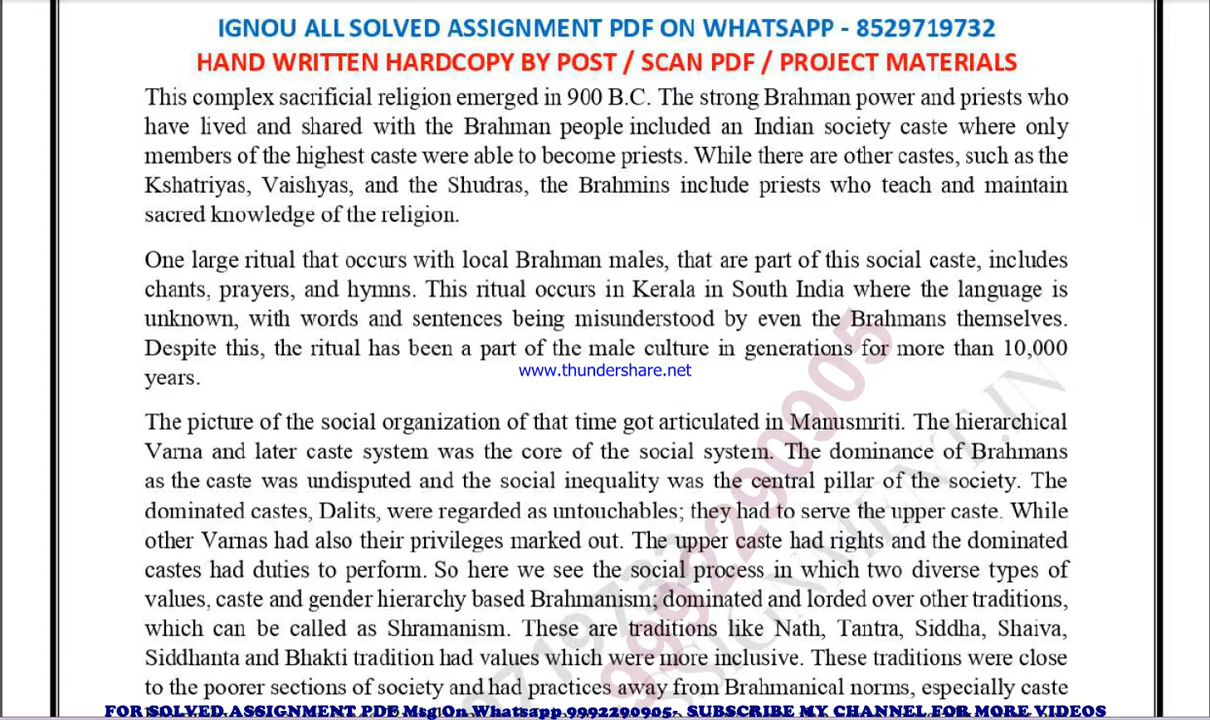 IGNOU ALL SOLVED ASSIGNMENT PDF ON WHATSAPP - 8529719732
HAND WRITTEN HARDCOPY BY POST / SCAN PDF / PROJECT MATERIALS
This complex sacrificial religion emerged in 900 B.C. The strong Brahman power and priests who
have lived and shared with the Brahman people included an Indian society caste where only
members of the highest caste were able to become priests. While there are other castes, such as the
Kshatriyas, Vaishyas, and the Shudras, the Brahmins include priests who teach and maintain
sacred knowledge of the religion.
One large ritual that occurs with local Brahman males, that are part of this social caste, includes
chants, prayers, and hymns. This ritual occurs in Kerala in South India where the language is
unknown, with words and sentences being misunderstood by even the Brahmans themselves.
Despite this, the ritual has been a part of the male culture in generations for more than 10,000
www.thundershare.net
years.
The picture of the social organization of that time got articulated in Manusmriti. The hierarchical
Varna and later caste system was the core of the social system. The dominance of Brahmans
as the caste was undisputed and the social inequality was the central pillar of the society. The
dominated castes, Dalits, were regarded as untouchables; they had to serve the upper caste. While
other Varnas had also their privileges marked out. The upper caste had rights and the dominated
castes had duties to perform. So here we see the social process in which two diverse types of
values, caste and gender hierarchy based Brahmanism; dominated and lorded over other traditions,
which can be called as Shramanism. These are traditions like Nath, Tantra, Siddha, Shaiva,
Siddhanta and Bhakti tradition had values which were more inclusive. These traditions were close
to the poorer sections of society and had practices away from Brahmanical norms, especially caste
9992290905
FOR SOLVED ASSIGNMENT PDF Msg On Whatsapp 9992290905- SUBSCRIBE MY CHANNEL FOR MORE VIDEOS